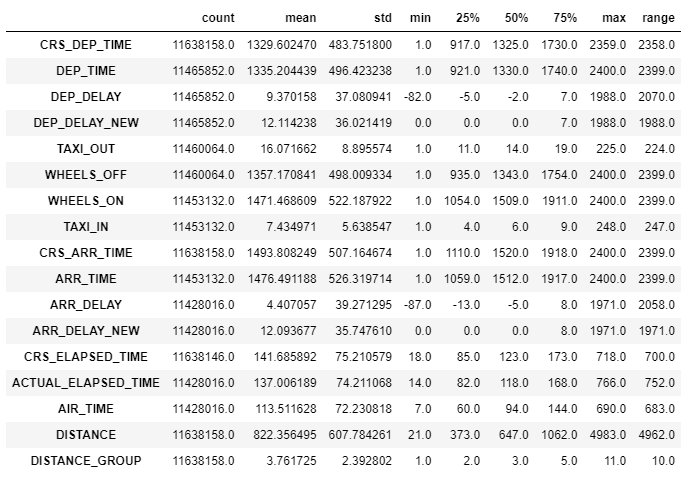 count mean std min 25% 50% 75% max range
CRS_DEP_TIME 11638158.0 1329.602470 483.751800 1.0 917.0 1325.0 1730.0 2359.0 2358.0
DEP_TIME 11465852.0 1335.204439 496.423238 1.0 921.0 1330.0 1740.0 2400.0 2399.0
DEP_DELAY 11465852.0 9.370158 37.080941 -82.0 -5.0 -2.0 7.0 1988.0 2070.0
DEP_DELAY_NEW 11465852.0 12.114238 36.021419 0.0 0.0 0.0 7.0 1988.0 1988.0
TAXI_OUT 11460064.0 16.071662 8.895574 1.0 11.0 14.0 19.0 225.0 224.0
WHEELS_OFF 11460064.0 1357.170841 498.009334 1.0 935.0 1343.0 1754.0 2400.0 2399.0
WHEELS_ON 11453132.0 1471.468609 522.187922 1.0 1054.0 1509.0 1911.0 2400.0 2399.0
TAXI_IN 11453132.0 7.434971 5.638547 1.0 4.0 6.0 9.0 248.0 247.0
CRS_ARR_TIME 11638158.0 1493.808249 507.164674 1.0 1110.0 1520.0 1918.0 2400.0 2399.0
ARR_TIME 11453132.0 1476.491188 526.319714 1.0 1059.0 1512.0 1917.0 2400.0 2399.0
ARR_DELAY 11428016.0 4.407057 39.271295 -87.0 -13.0 -5.0 8.0 1971.0 2058.0
ARR_DELAY_NEW 11428016.0 12.093677 35.747610 0.0 0.0 0.0 8.0 1971.0 1971.0
CRS_ELAPSED_TIME 11638146.0 141.685892 75.210579 18.0 85.0 123.0 173.0 718.0 700.0
ACTUAL_ELAPSED_TIME 11428016.0 137.006189 74.211068 14.0 82.0 118.0 168.0 766.0 752.0
AIR_TIME 11428016.0 113.511628 72.230818 7.0 60.0 94.0 144.0 690.0 683.0
DISTANCE 11638158.0 822.356495 607.784261 21.0 373.0 647.0 1062.0 4983.0 4962.0
DISTANCE_GROUP 11638158.0 3.761725 2.392802 1.0 2.0 3.0 5.0 11.0 10.0